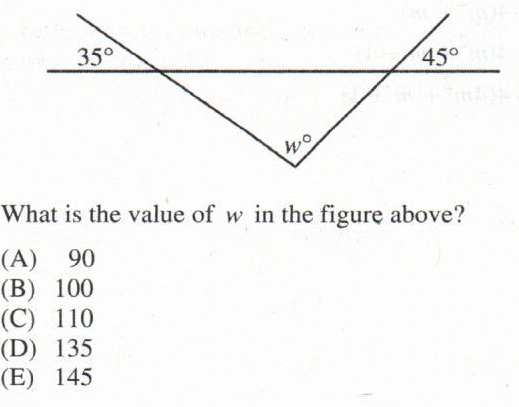 35° 45°
w°
What is the value of w in the figure above?
(A) 90
(B) 100
(C) 110
(D) 135
(E) 145